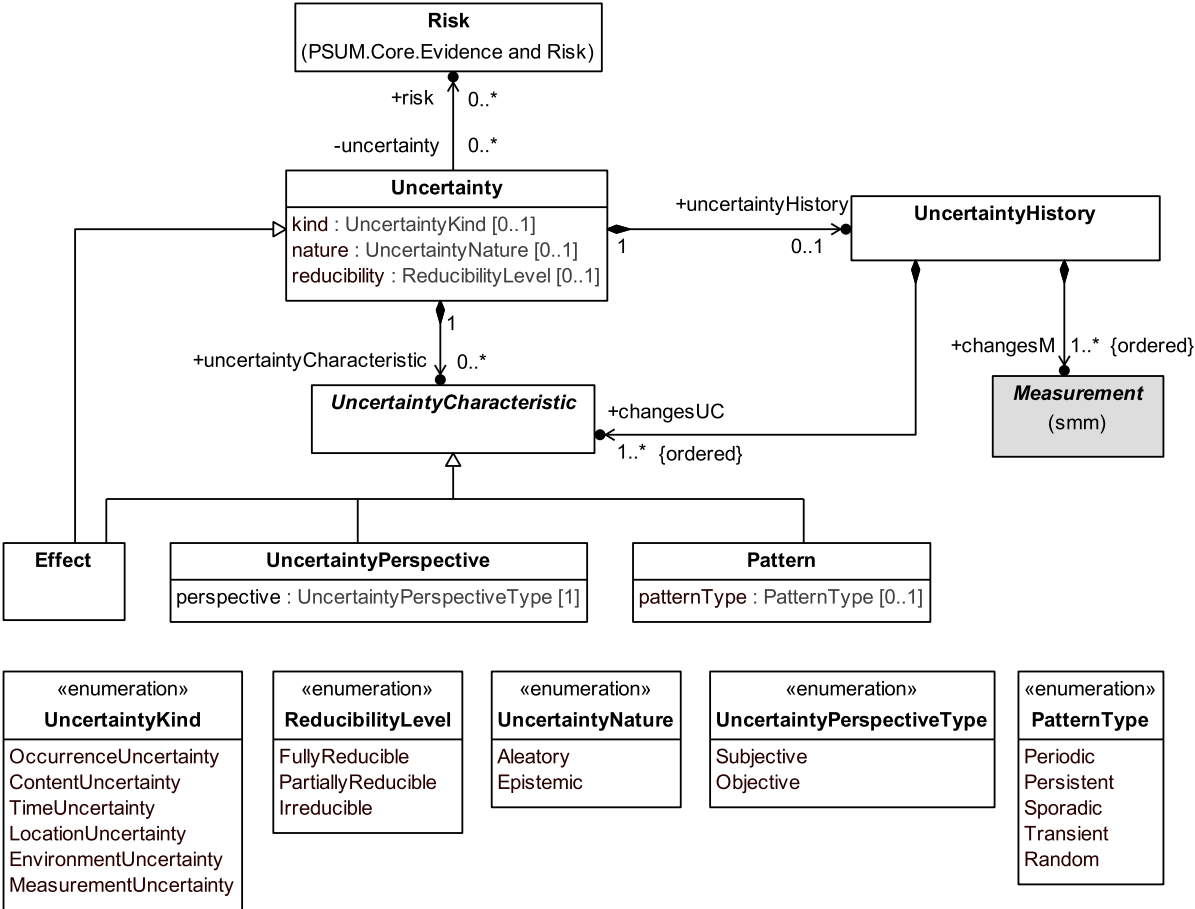 Risk
(PSUM.Core.Evidence and Risk)
+risk 0..*
-uncertainty 0..*
Uncertainty
kind : UncertaintyKind [0..1]
nature : UncertaintyNature [0..1]
reducibility : ReducibilityLevel [0..1]
+uncertaintyHistory
1 0..1
UncertaintyHistory
1
+uncertaintyCharacteristic 0..*
+changesM 1..* {ordered}
Measurement
(smm)
UncertaintyCharacteristic
+changesUC
1..* {ordered}
Effect
UncertaintyPerspective
perspective : UncertaintyPerspectiveType [1]
Pattern
patternType : PatternType [0..1]
«enumeration»
UncertaintyKind
OccurrenceUncertainty
ContentUncertainty
TimeUncertainty
LocationUncertainty
EnvironmentUncertainty
MeasurementUncertainty
«enumeration»
ReducibilityLevel
FullyReducible
PartiallyReducible
Irreducible
«enumeration»
UncertaintyNature
Aleatory
Epistemic
«enumeration»
UncertaintyPerspectiveType
Subjective
Objective
«enumeration»
PatternType
Periodic
Persistent
Sporadic
Transient
Random